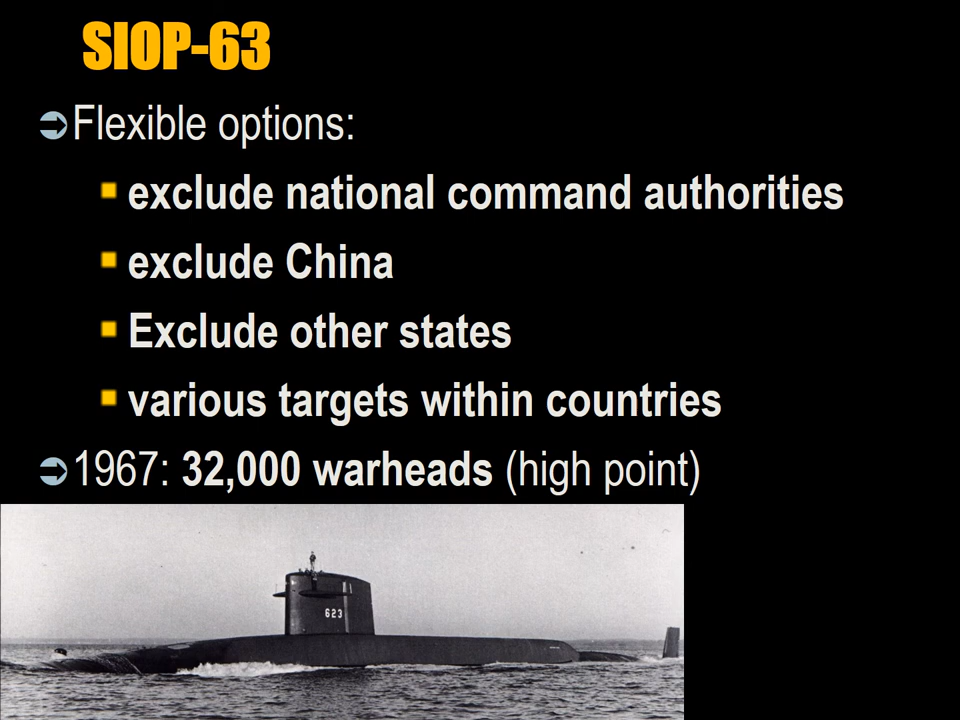 SIOP-63
Flexible options:
exclude national command authorities
exclude China
Exclude other states
various targets within countries
1967: 32,000 warheads (high point)
623